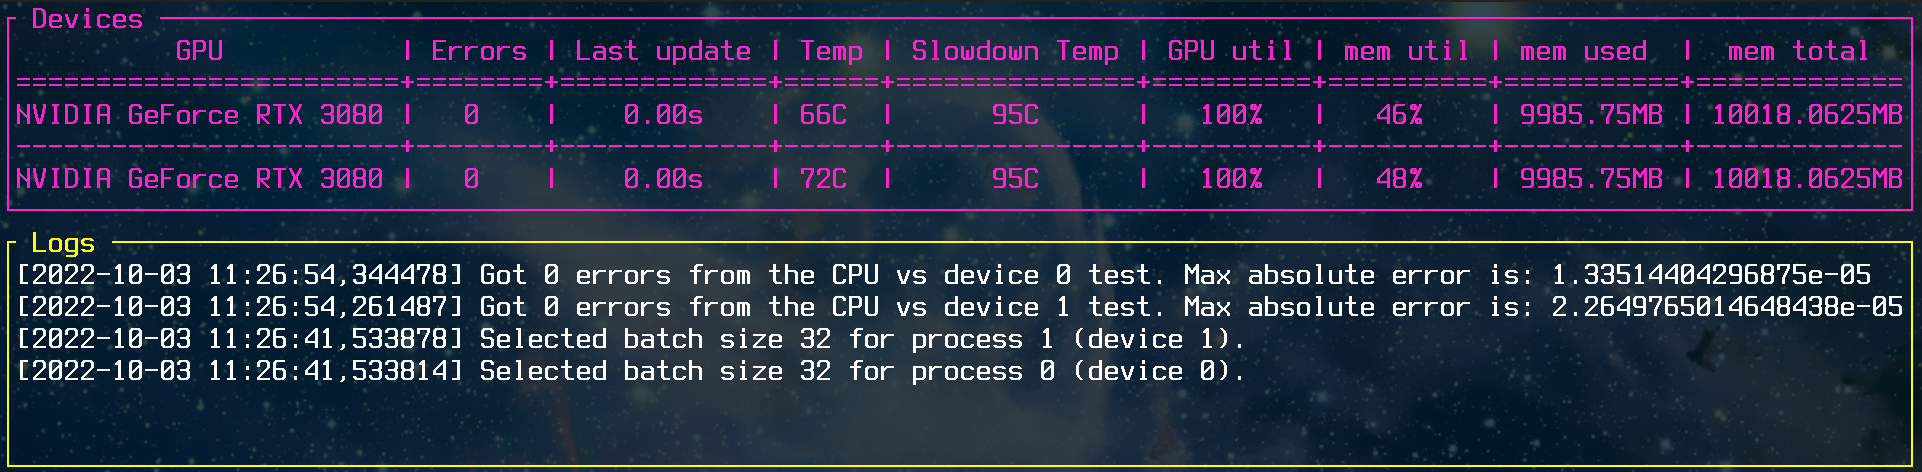 Devices
GPU | Errors | Last update | Temp | Slowdown Temp | GPU util | mem util | mem used | mem total
========================+========+=============+======+===============+==========+==========+===========+=============
NVIDIA GeForce RTX 3080 | 0 | 0.00s | 66C | 95C | 100% | 46% | 9985.75MB | 10018.0625MB
------------------------+--------+-------------+------+---------------+----------+----------+-----------+-------------
NVIDIA GeForce RTX 3080 | 0 | 0.00s | 72C | 95C | 100% | 48% | 9985.75MB | 10018.0625MB
Logs
[2022-10-03 11:26:54,344478] Got 0 errors from the CPU vs device 0 test. Max absolute error is: 1.33514404296875e-05
[2022-10-03 11:26:54,261487] Got 0 errors from the CPU vs device 1 test. Max absolute error is: 2.2649765014648438e-05
[2022-10-03 11:26:41,533878] Selected batch size 32 for process 1 (device 1).
[2022-10-03 11:26:41,533814] Selected batch size 32 for process 0 (device 0).